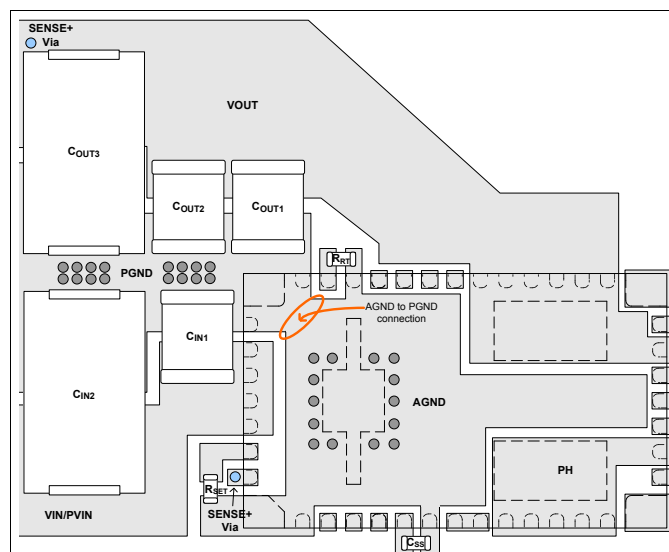 SENSE+
Via
VOUT
COUT3
COUT2
COUT1
PGND
RRT
AGND to PGND
connection
CIN1
CIN2
AGND
PH
RSET
SENSE+
Via
VIN/PVIN
CSS